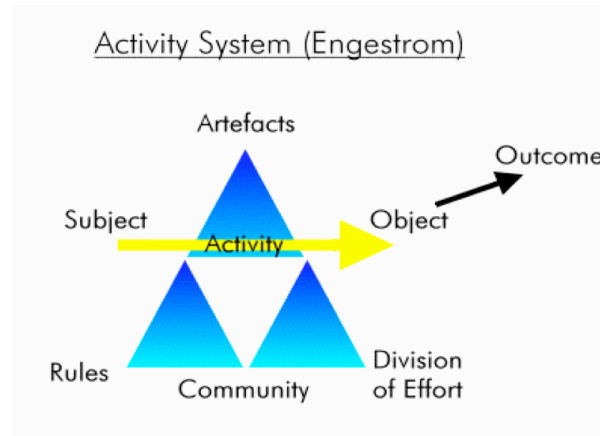 Activity System (Engestrom)
Artefacts
Outcome
Subject
Object
Activity
Rules
Community
Division
of Effort